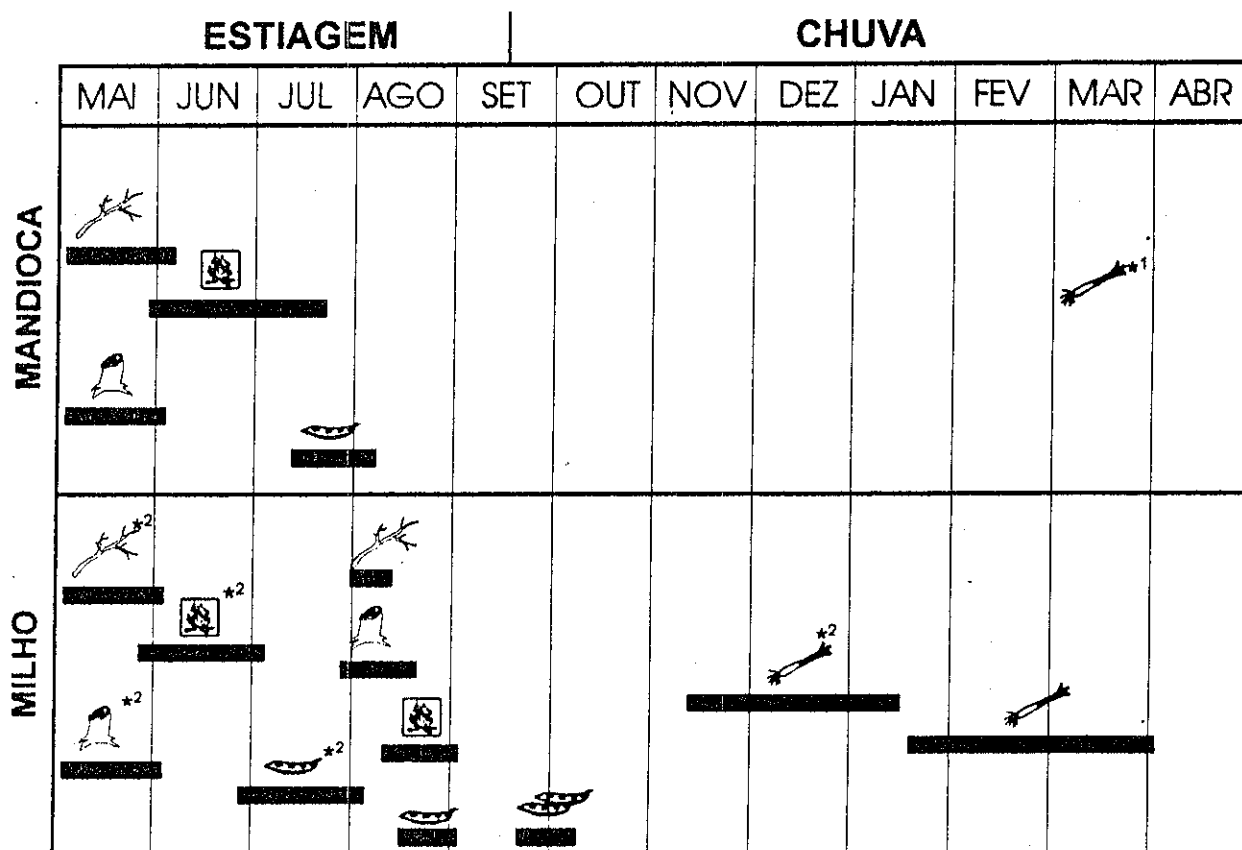 ESTIAGEM CHUVA
MAI JUN JUL AGO SET OUT NOV DEZ JAN FEV MAR ABR
MANDIOCA
**1
MILHO
*2
*2
*2
*2
*2